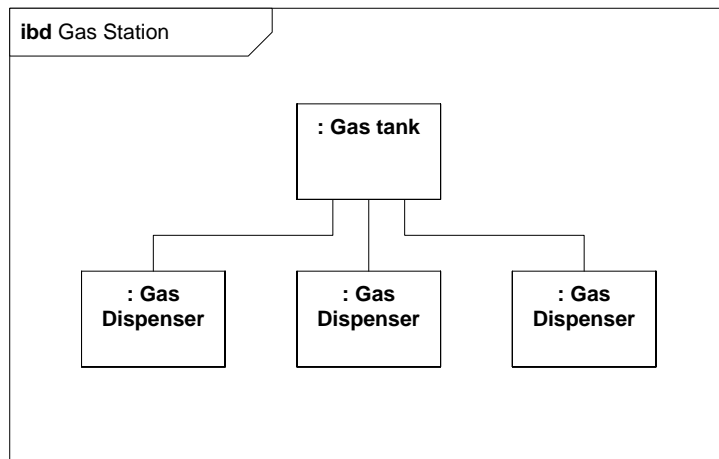 ibd Gas Station
: Gas tank
: Gas
Dispenser
: Gas
Dispenser
: Gas
Dispenser